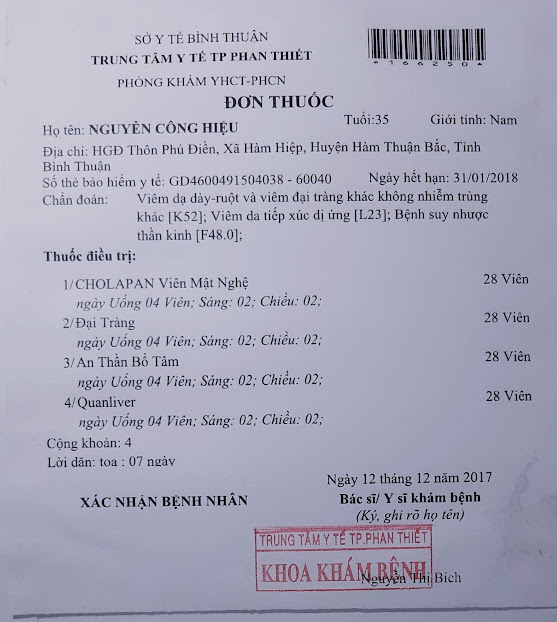 SỞ Y TẾ BÌNH THUẬN
TRUNG TÂM Y TẾ TP PHAN THIẾT
*166250*
PHÒNG KHÁM YHCT-PHCN
ĐƠN THUỐC
Họ tên: NGUYỄN CÔNG HIỆU Tuổi:35 Giới tính: Nam
Địa chỉ: HGĐ Thôn Phú Điền, Xã Hàm Hiệp, Huyện Hàm Thuận Bắc, Tỉnh
Bình Thuận
Số thẻ bảo hiểm y tế: GD4600491504038 - 60040 Ngày hết hạn: 31/01/2018
Chẩn đoán: Viêm dạ dày-ruột và viêm đại tràng khác không nhiễm trùng
khác [K52]; Viêm da tiếp xúc dị ứng [L23]; Bệnh suy nhược
thần kinh [F48.0];
Thuốc điều trị:
1/CHOLAPAN Viên Mật Nghệ 28 Viên
ngày Uống 04 Viên; Sáng: 02; Chiều: 02;
2/Đại Tràng 28 Viên
ngày Uống 04 Viên; Sáng: 02; Chiều: 02;
3/An Thần Bổ Tâm 28 Viên
ngày Uống 04 Viên; Sáng: 02; Chiều: 02;
4/Quanliver 28 Viên
ngày Uống 04 Viên; Sáng: 02; Chiều: 02;
Cộng khoản: 4
Lời dặn: toa : 07 ngày
Ngày 12 tháng 12 năm 2017
XÁC NHẬN BỆNH NHÂN Bác sĩ/ Y sĩ khám bệnh
(Ký, ghi rõ họ tên)
TRUNG TÂM Y TẾ TP.PHAN THIẾT
KHOA KHÁM BỆNH
Nguyễn Thị Bích